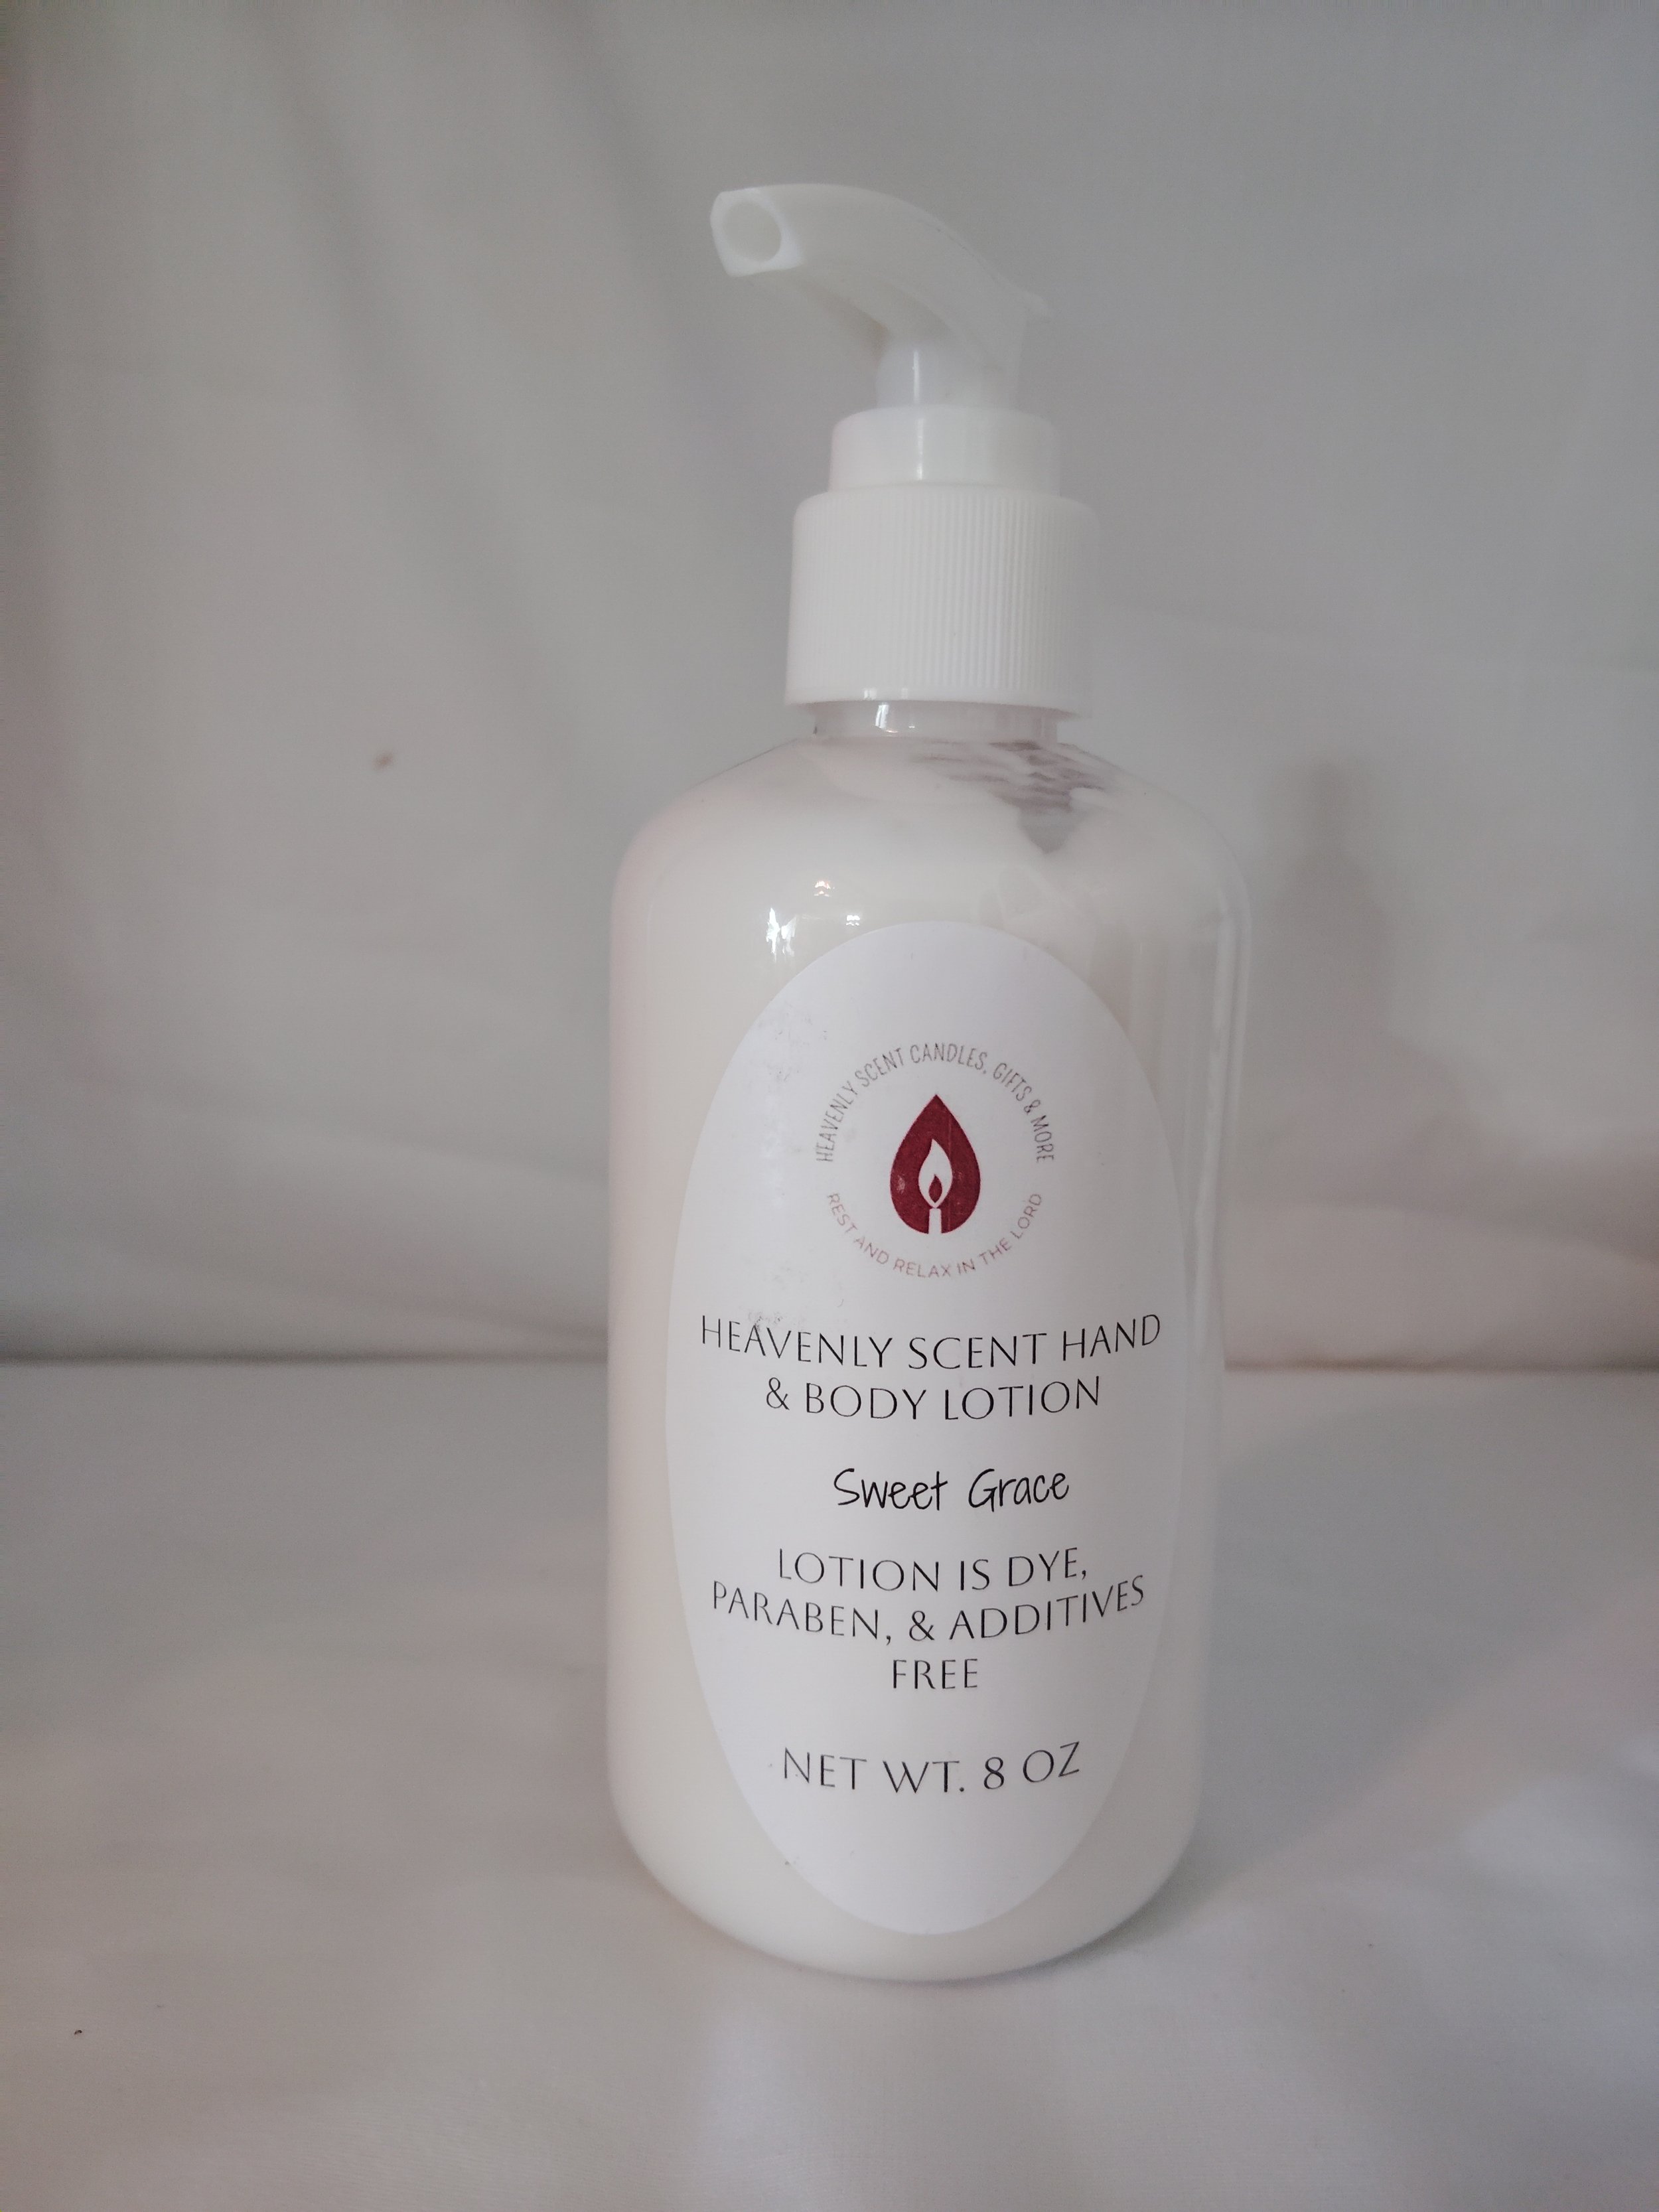 HEAVENLY SCENT CANDLES, GIFTS & MORE
REST AND RELAX IN THE LORD
HEAVENLY SCENT HAND
& BODY LOTION
Sweet Grace
LOTION IS DYE,
PARABEN, & ADDITIVES
FREE
NET WT. 8 OZ